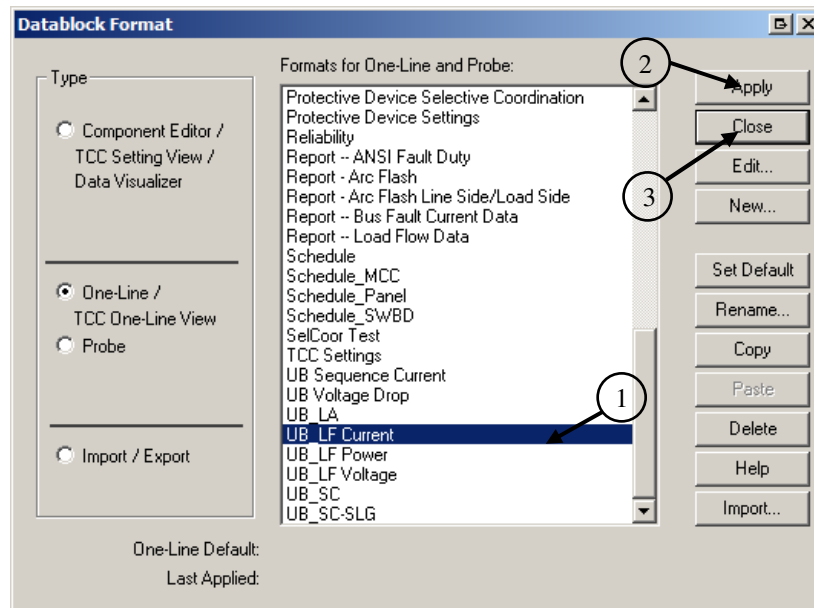 Datablock Format
Type
Component Editor /
TCC Setting View /
Data Visualizer
One-Line /
TCC One-Line View
Probe
Import / Export
Formats for One-Line and Probe:
Protective Device Selective Coordination
Protective Device Settings
Reliability
Report -- ANSI Fault Duty
Report - Arc Flash
Report - Arc Flash Line Side/Load Side
Report -- Bus Fault Current Data
Report -- Load Flow Data
Schedule
Schedule_MCC
Schedule_Panel
Schedule_SWBD
SelCoor Test
TCC Settings
UB Sequence Current
UB Voltage Drop
UB_LA
UB_LF Current
UB_LF Power
UB_LF Voltage
UB_SC
UB_SC-SLG
1
2
3
Apply
Close
Edit...
New...
Set Default
Rename...
Copy
Paste
Delete
Help
Import...
One-Line Default:
Last Applied: